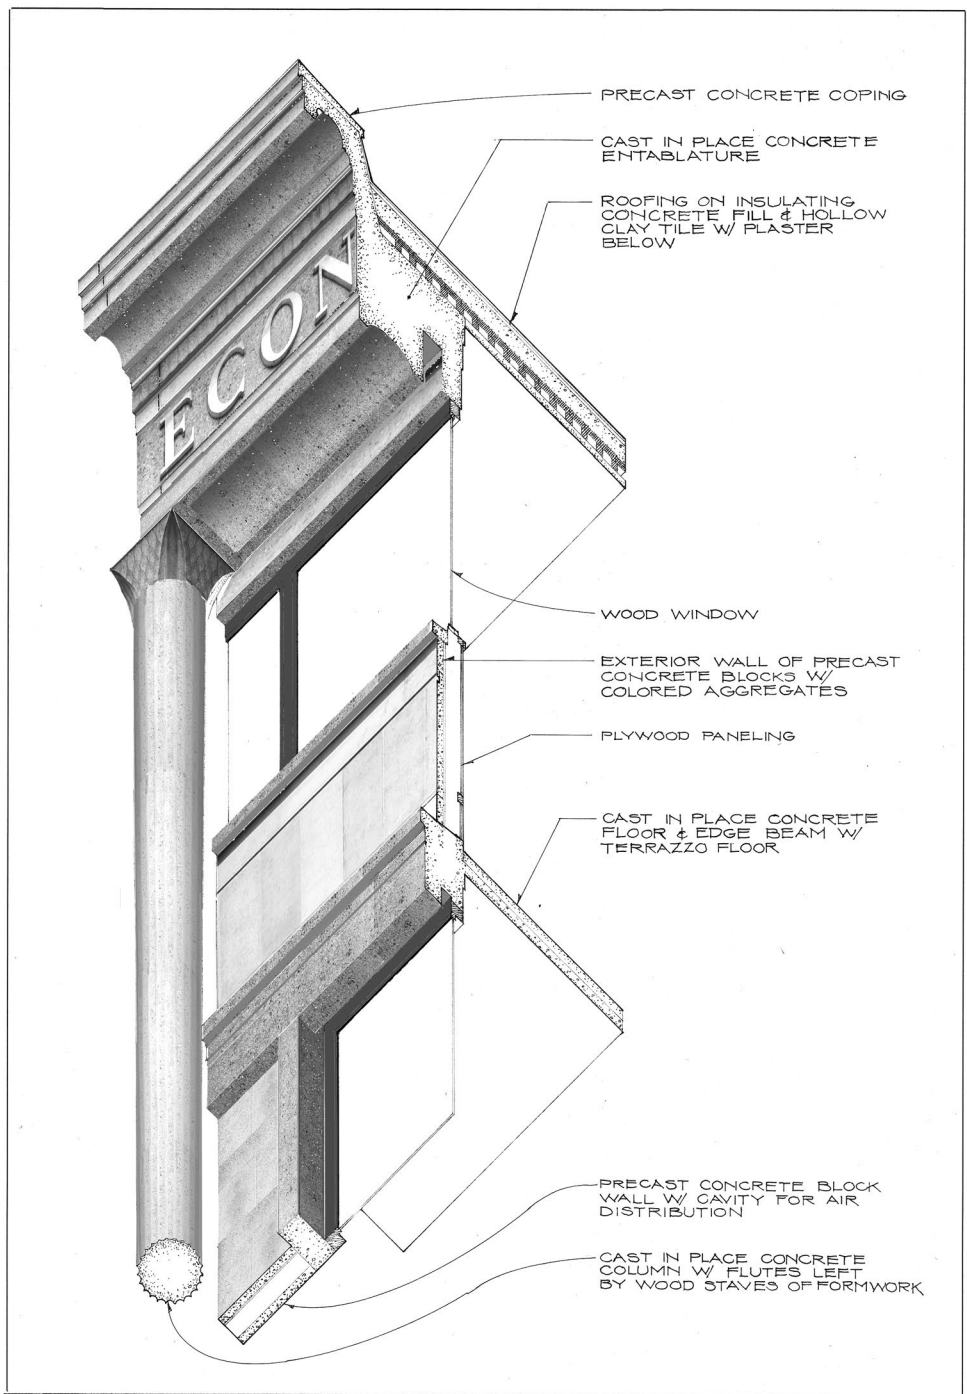 PRECAST CONCRETE COPING
CAST IN PLACE CONCRETE
ENTABLATURE
ROOFING ON INSULATING
CONCRETE FILL & HOLLOW
CLAY TILE W/ PLASTER
BELOW
ECON
WOOD WINDOW
EXTERIOR WALL OF PRECAST
CONCRETE BLOCKS W/
COLORED AGGREGATES
PLYWOOD PANELING
CAST IN PLACE CONCRETE
FLOOR & EDGE BEAM W/
TERRAZZO FLOOR
PRECAST CONCRETE BLOCK
WALL W/ CAVITY FOR AIR
DISTRIBUTION
CAST IN PLACE CONCRETE
COLUMN W/ FLUTES LEFT
BY WOOD STAVES OF FORMWORK